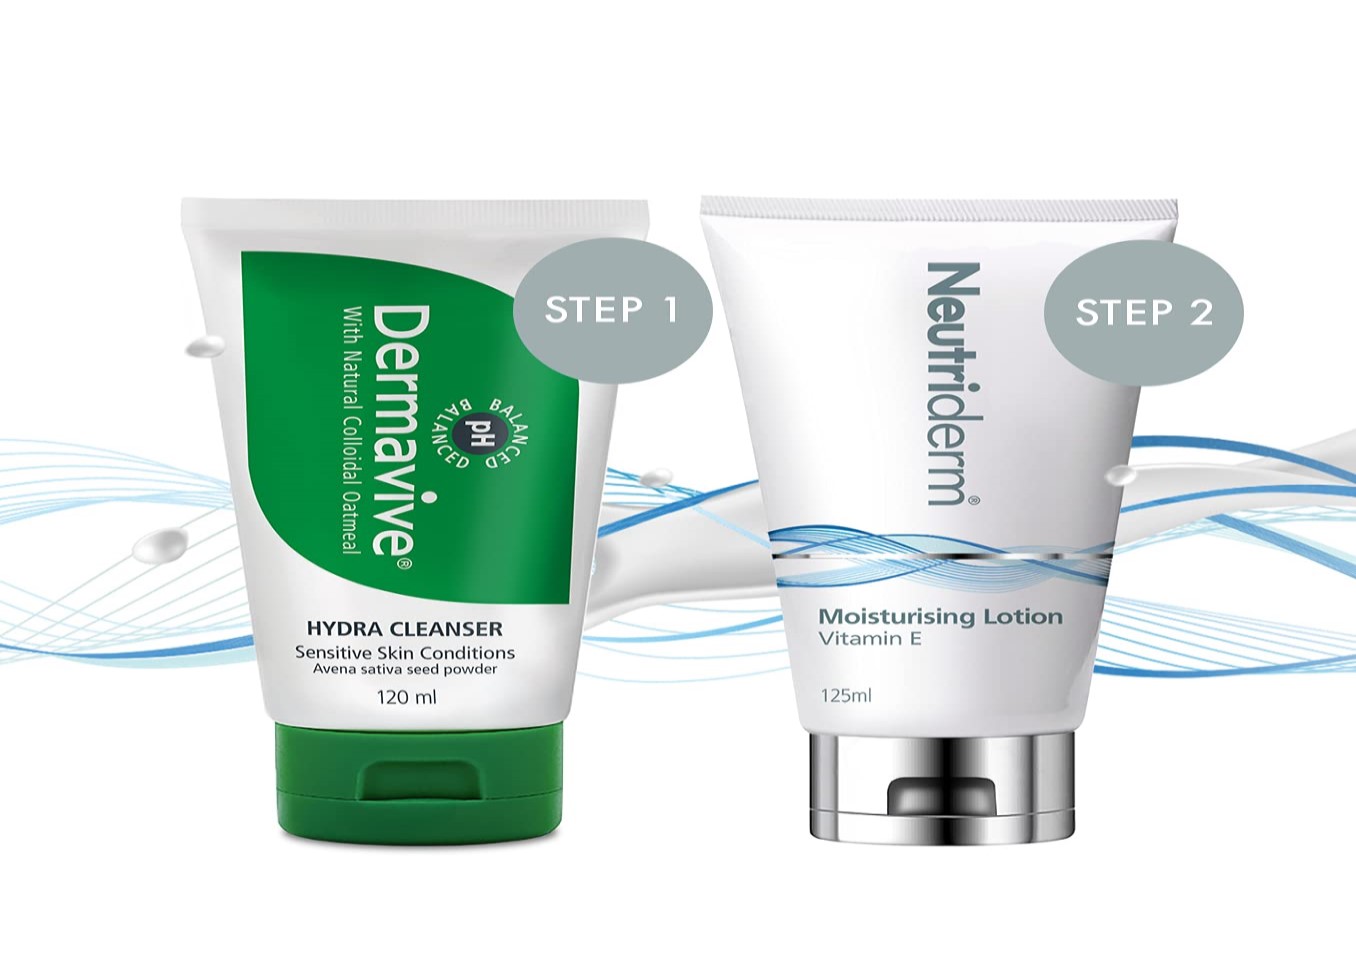 STEP 1
Dermavive®
With Natural Colloidal Oatmeal
BALANCED
pH
BALANCED
HYDRA CLEANSER
Sensitive Skin Conditions
Avena sativa seed powder
120 ml
STEP 2
Neutriderm®
Moisturising Lotion
Vitamin E
125ml